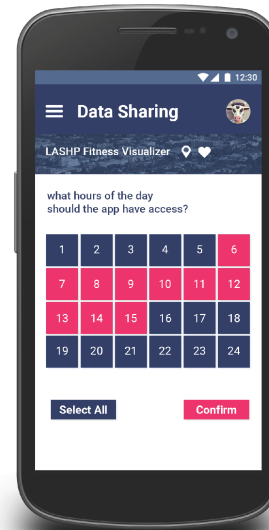 12:30
Data Sharing
LASHP Fitness Visualizer
what hours of the day
should the app have access?
1 2 3 4 5 6
7 8 9 10 11 12
13 14 15 16 17 18
19 20 21 22 23 24
Select All Confirm